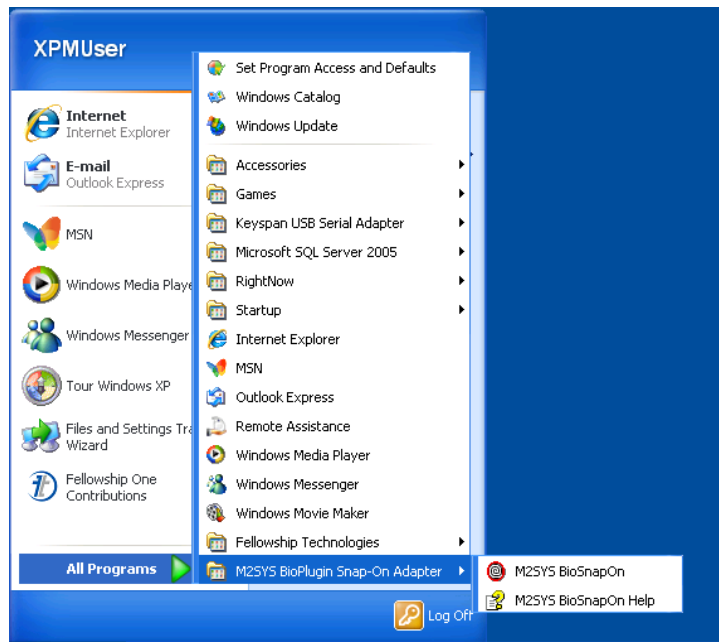 XPMUser
Internet
Internet Explorer
E-mail
Outlook Express
MSN
Windows Media Playe
Windows Messenger
Tour Windows XP
Files and Settings Tra
Wizard
Fellowship One
Contributions
All Programs
Set Program Access and Defaults
Windows Catalog
Windows Update
Accessories
Games
Keyspan USB Serial Adapter
Microsoft SQL Server 2005
RightNow
Startup
Internet Explorer
MSN
Outlook Express
Remote Assistance
Windows Media Player
Windows Messenger
Windows Movie Maker
Fellowship Technologies
M2SYS BioPlugin Snap-On Adapter
M2SYS BioSnapOn
M2SYS BioSnapOn Help
Log Off